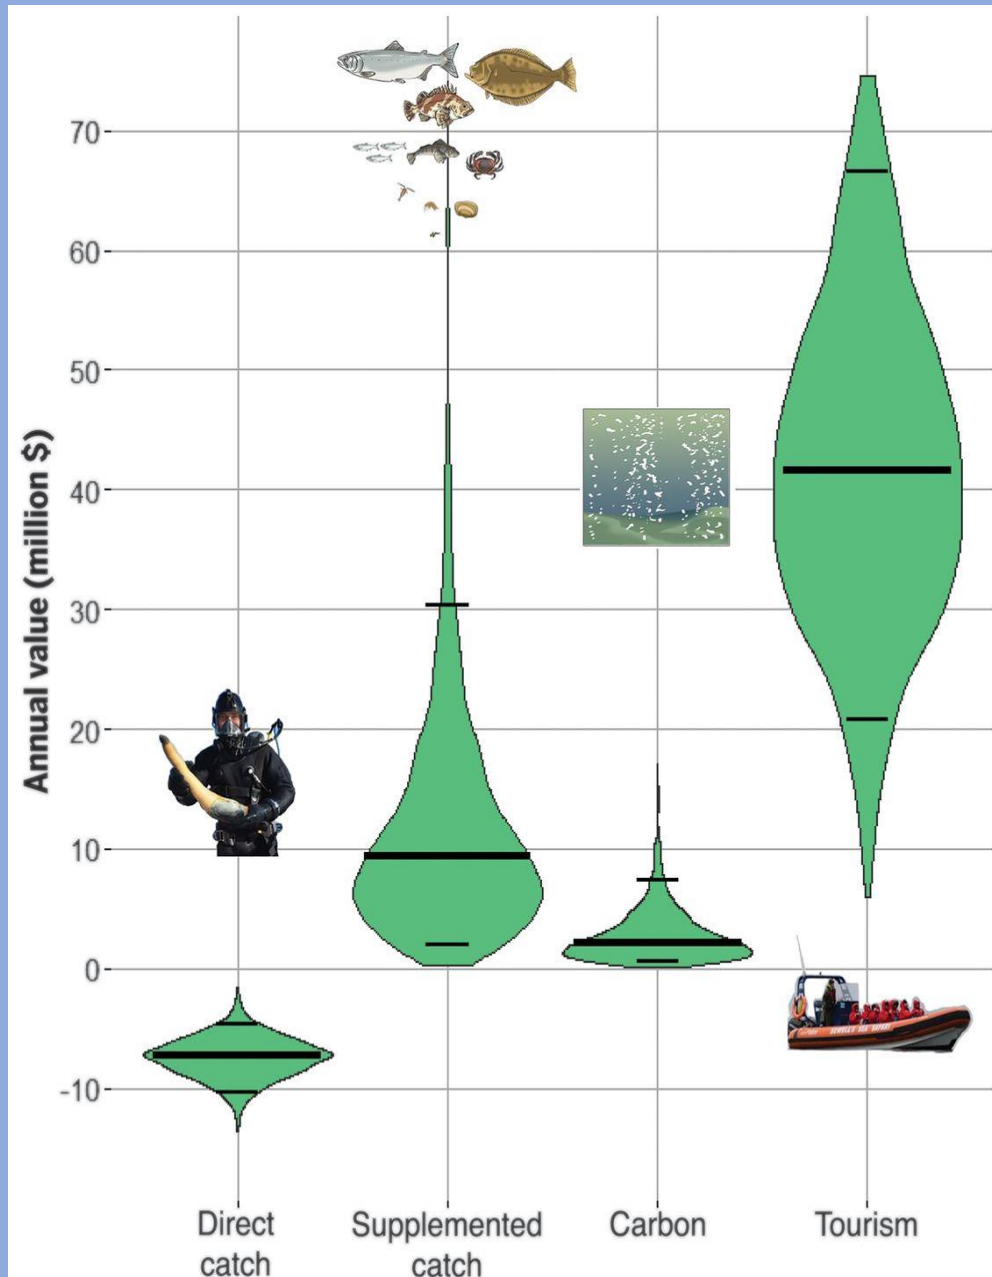 Annual value (million $)
70
60
50
40
30
20
10
0
-10
Direct
catch
Supplemented
catch
Carbon
Tourism